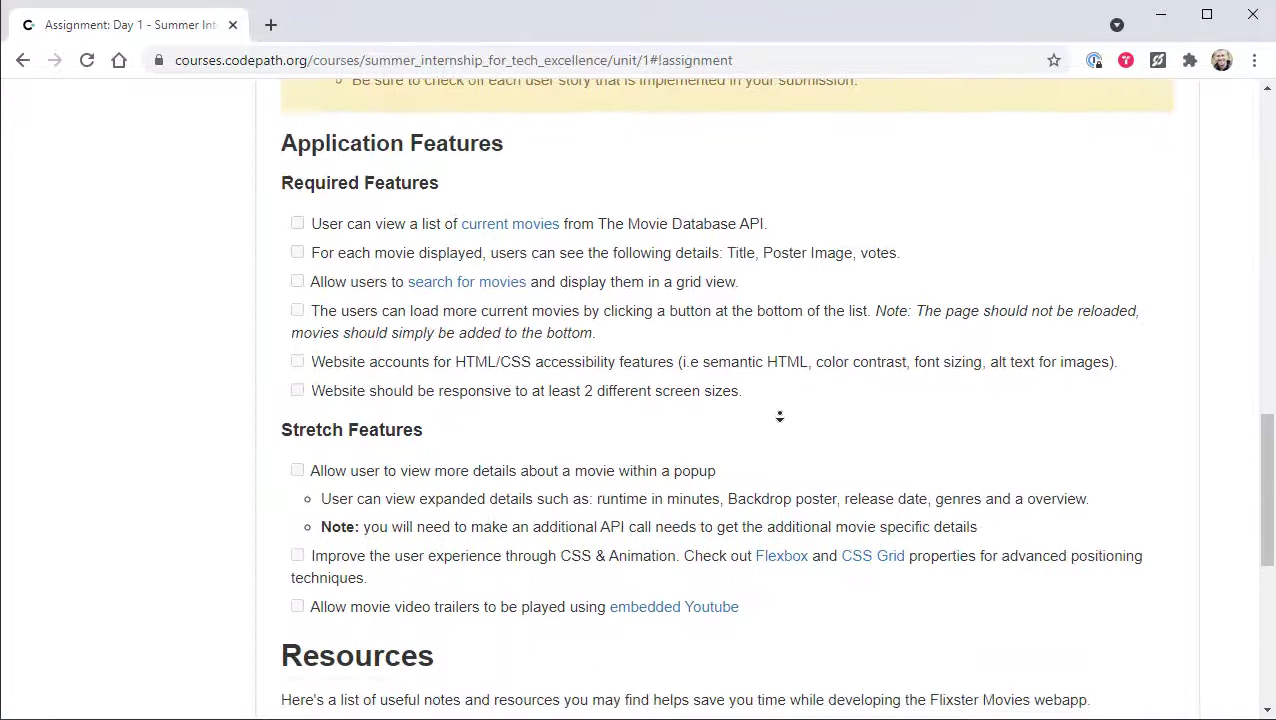 Assignment: Day 1 - Summer Int
courses.codepath.org/courses/summer_internship_for_tech_excellence/unit/1#!assignment
Be sure to check off each user story that is implemented in your submission.
Application Features
Required Features
User can view a list of current movies from The Movie Database API.
For each movie displayed, users can see the following details: Title, Poster Image, votes.
Allow users to search for movies and display them in a grid view.
The users can load more current movies by clicking a button at the bottom of the list. Note: The page should not be reloaded,
movies should simply be added to the bottom.
Website accounts for HTML/CSS accessibility features (i.e semantic HTML, color contrast, font sizing, alt text for images).
Website should be responsive to at least 2 different screen sizes.
Stretch Features
Allow user to view more details about a movie within a popup
User can view expanded details such as: runtime in minutes, Backdrop poster, release date, genres and a overview.
Note: you will need to make an additional API call needs to get the additional movie specific details
Improve the user experience through CSS & Animation. Check out Flexbox and CSS Grid properties for advanced positioning
techniques.
Allow movie video trailers to be played using embedded Youtube
Resources
Here's a list of useful notes and resources you may find helps save you time while developing the Flixster Movies webapp.